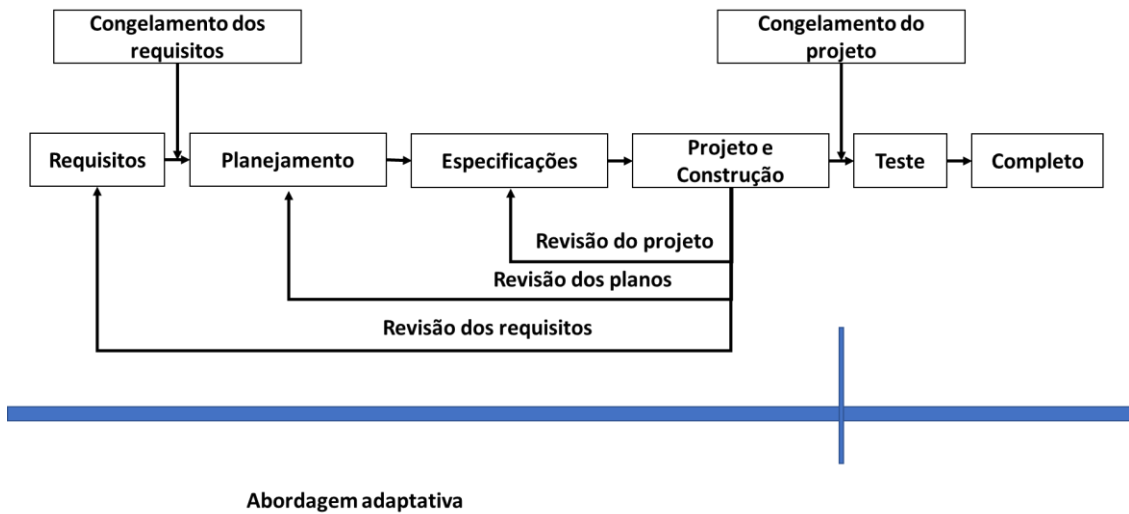 Congelamento dos
requisitos
Congelamento do
projeto
Requisitos
Planejamento
Especificações
Projeto e
Construção
Teste
Completo
Revisão do projeto
Revisão dos planos
Revisão dos requisitos
Abordagem adaptativa